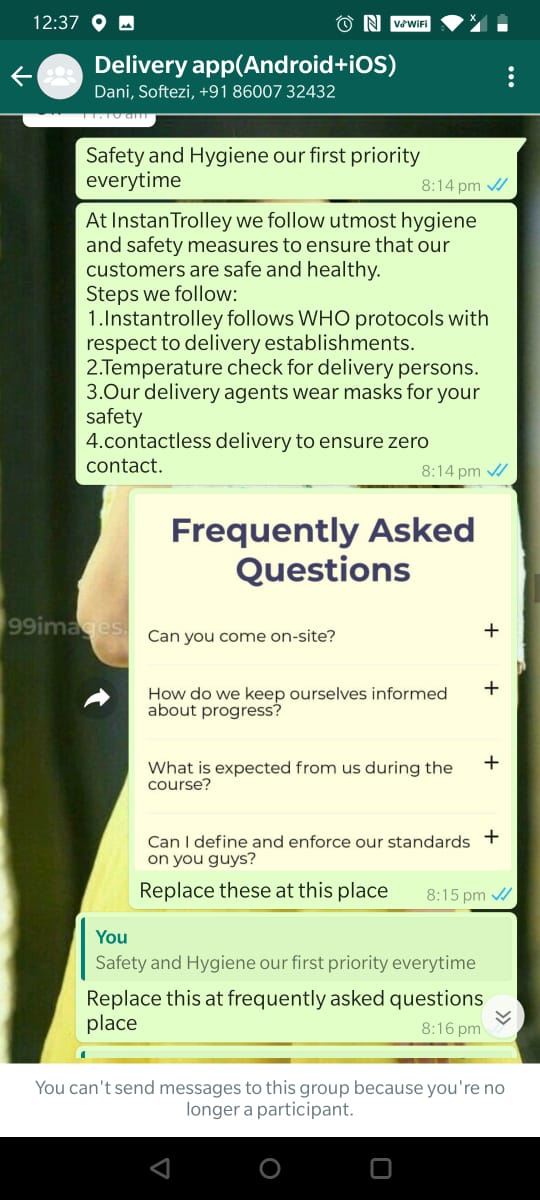 12:37
VoWiFi
x
Delivery app(Android+iOS)
Dani, Softezi, +91 86007 32432
11:10 am
Safety and Hygiene our first priority
everytime
8:14 pm
At InstanTrolley we follow utmost hygiene
and safety measures to ensure that our
customers are safe and healthy.
Steps we follow:
1.Instantrolley follows WHO protocols with
respect to delivery establishments.
2.Temperature check for delivery persons.
3.Our delivery agents wear masks for your
safety
4.contactless delivery to ensure zero
contact.
8:14 pm
Frequently Asked
Questions
99images.
Can you come on-site?
+
How do we keep ourselves informed
about progress?
+
What is expected from us during the
course?
+
Can I define and enforce our standards
on you guys?
+
Replace these at this place
8:15 pm
You
Safety and Hygiene our first priority everytime
Replace this at frequently asked questions
place
8:16 pm
You can't send messages to this group because you're no
longer a participant.